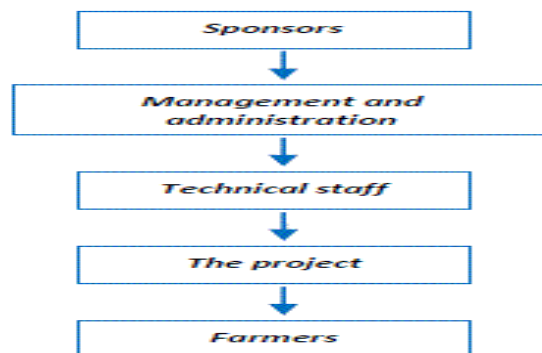 Sponsors
Management and
administration
Technical staff
The project
Farmers